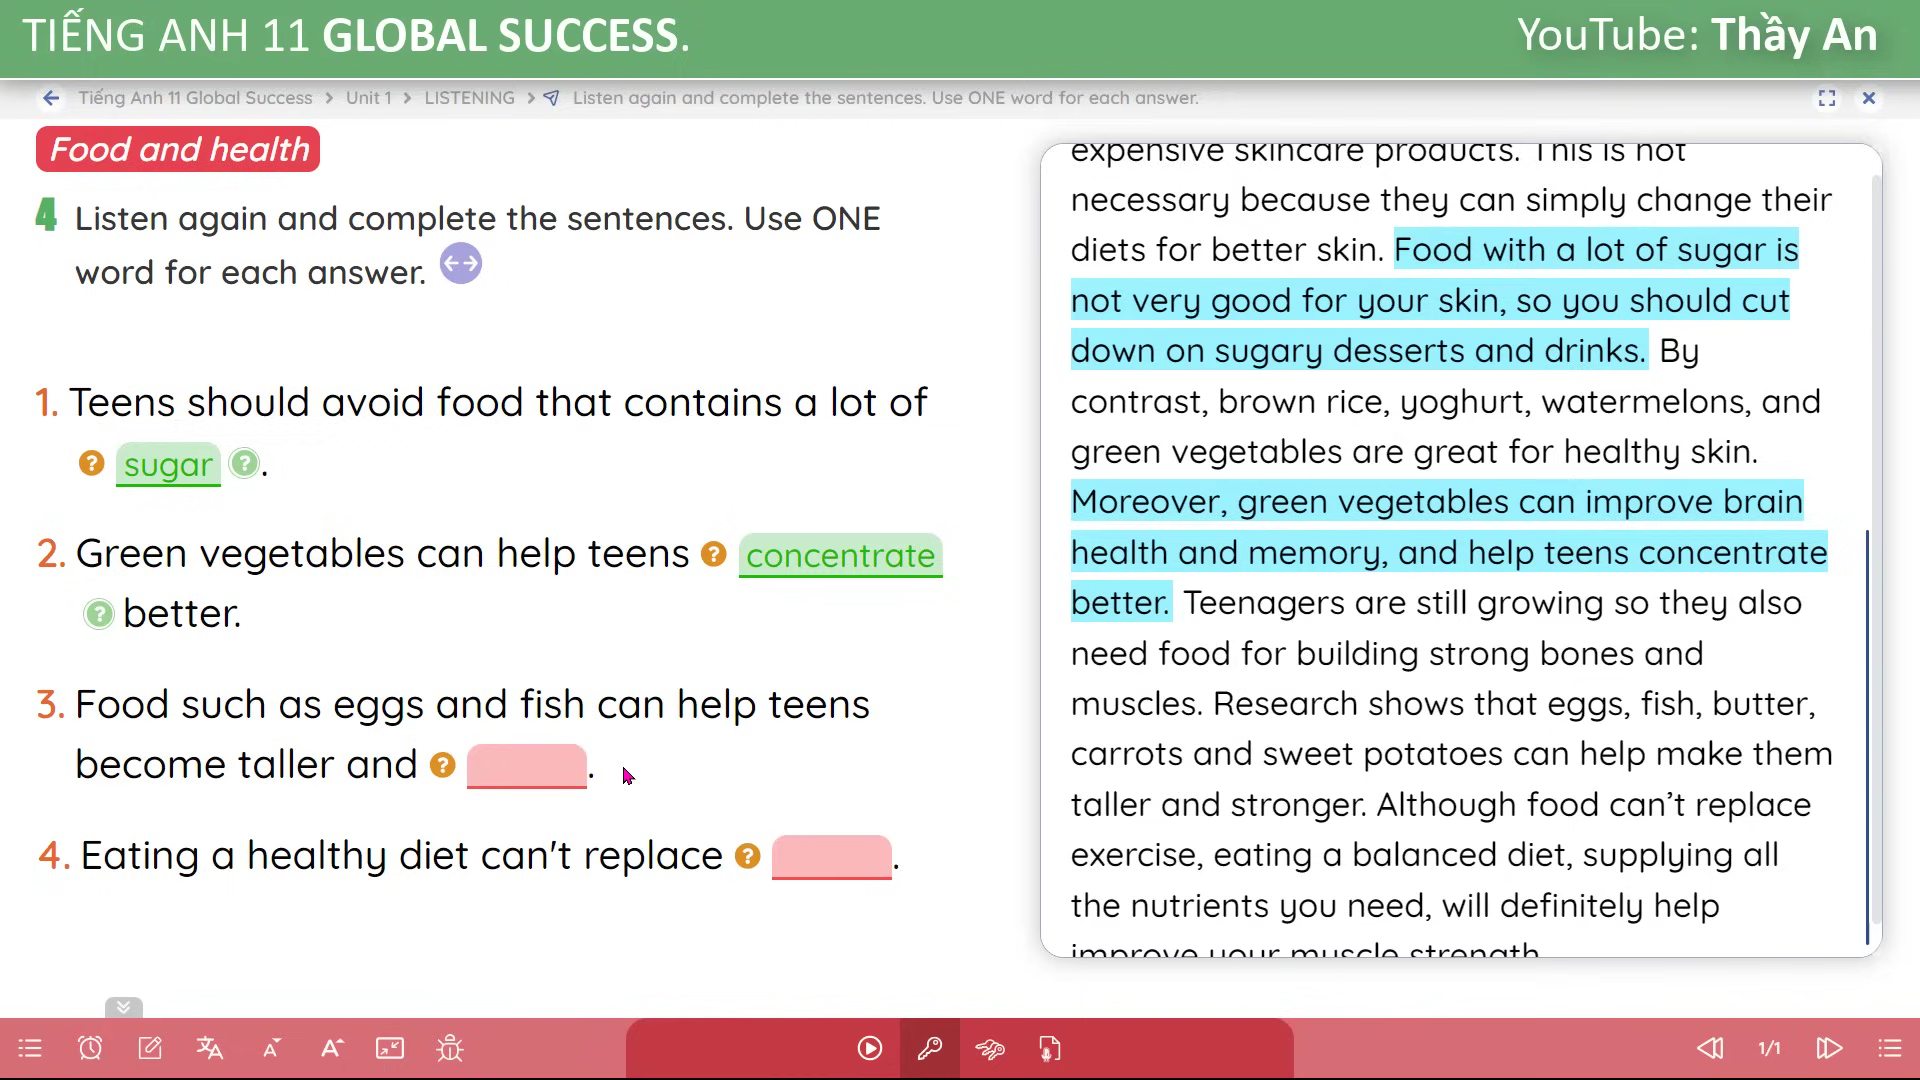 TIẾNG ANH 11 GLOBAL SUCCESS.
YouTube: Thầy An
Tiếng Anh 11 Global Success > Unit 1 > LISTENING > Listen again and complete the sentences. Use ONE word for each answer.
Food and health
4 Listen again and complete the sentences. Use ONE
word for each answer.
1. Teens should avoid food that contains a lot of
? sugar ? .
2. Green vegetables can help teens ? concentrate
? better.
3. Food such as eggs and fish can help teens
become taller and ? .
4. Eating a healthy diet can't replace ? .
expensive skincare products. This is not
necessary because they can simply change their
diets for better skin. Food with a lot of sugar is
not very good for your skin, so you should cut
down on sugary desserts and drinks. By
contrast, brown rice, yoghurt, watermelons, and
green vegetables are great for healthy skin.
Moreover, green vegetables can improve brain
health and memory, and help teens concentrate
better. Teenagers are still growing so they also
need food for building strong bones and
muscles. Research shows that eggs, fish, butter,
carrots and sweet potatoes can help make them
taller and stronger. Although food can’t replace
exercise, eating a balanced diet, supplying all
the nutrients you need, will definitely help
improve your muscle strength
1/1